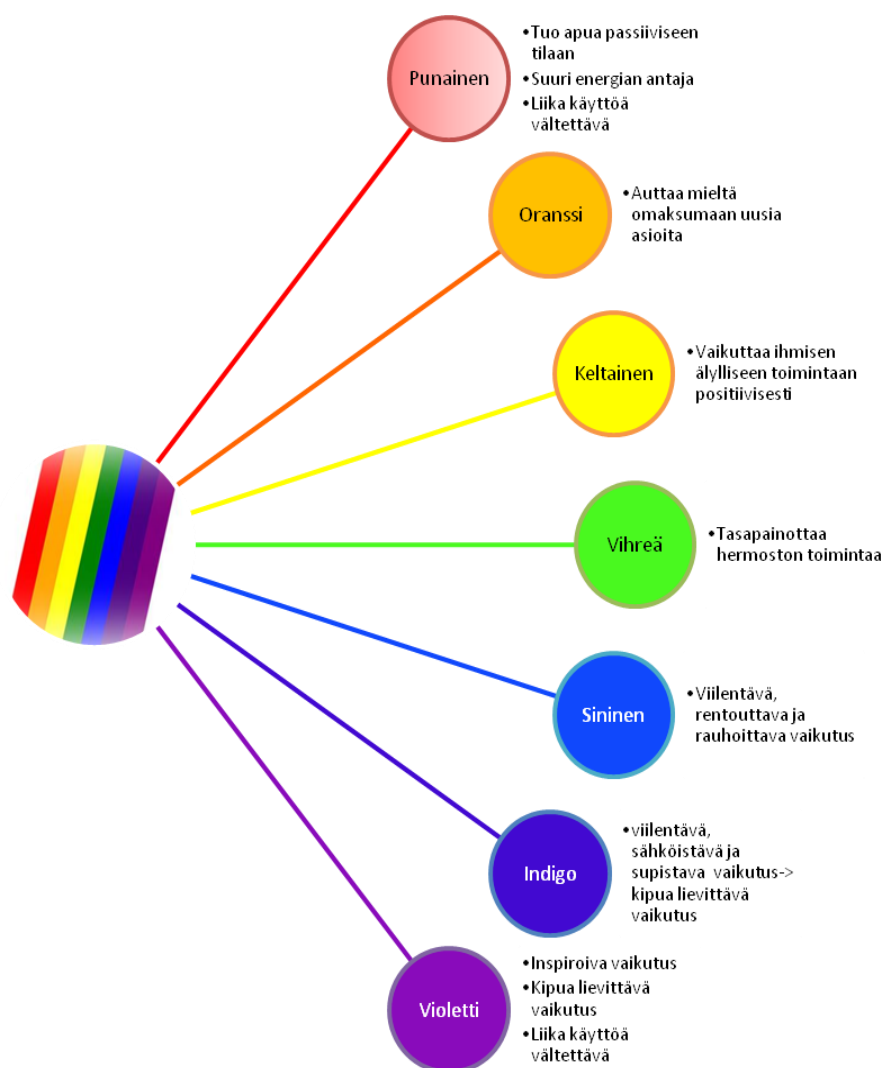 Punainen
•Tuo apua passiiviseen
tilaan
•Suuri energian antaja
•Liika käyttöä
vältettävä
Oranssi
•Auttaa mieltä
omaksumaan uusia
asioita
Keltainen
•Vaikuttaa ihmisen
älylliseen toimintaan
positiivisesti
Vihreä
•Tasapainottaa
hermoston toimintaa
Sininen
•Viilentävä,
rentouttava ja
rauhoittava vaikutus
Indigo
•viilentävä,
sähköistävä ja
supistava vaikutus->
kipua lievittävä
vaikutus
Violetti
•Inspiroiva vaikutus
•Kipua lievittävä
vaikutus
•Liika käyttöä
vältettävä